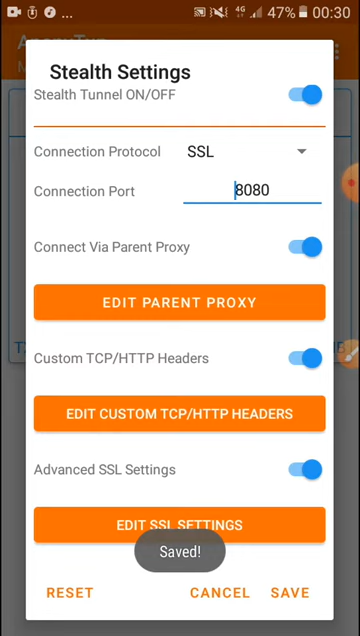 4G 47% 00:30
Stealth Settings
Stealth Tunnel ON/OFF
Connection Protocol SSL
Connection Port 8080
Connect Via Parent Proxy
EDIT PARENT PROXY
Custom TCP/HTTP Headers
EDIT CUSTOM TCP/HTTP HEADERS
Advanced SSL Settings
EDIT SSL SETTINGS
Saved!
RESET CANCEL SAVE